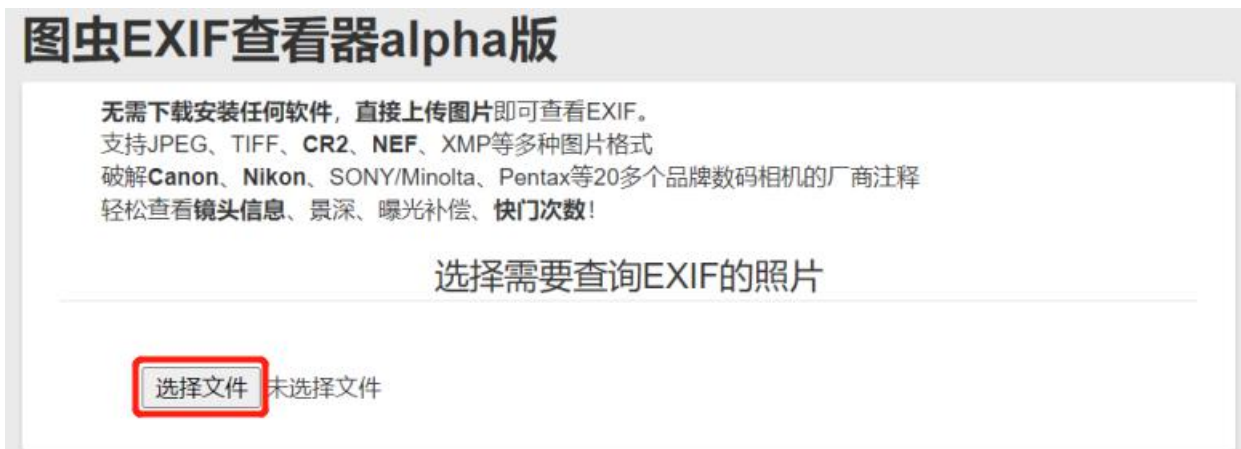 图虫EXIF查看器alpha版
无需下载安装任何软件，直接上传图片即可查看EXIF。
支持JPEG、TIFF、CR2、NEF、XMP等多种图片格式
破解Canon、Nikon、SONY/Minolta、Pentax等20多个品牌数码相机的厂商注释
轻松查看镜头信息、景深、曝光补偿、快门次数!
选择需要查询EXIF的照片
选择文件 未选择文件